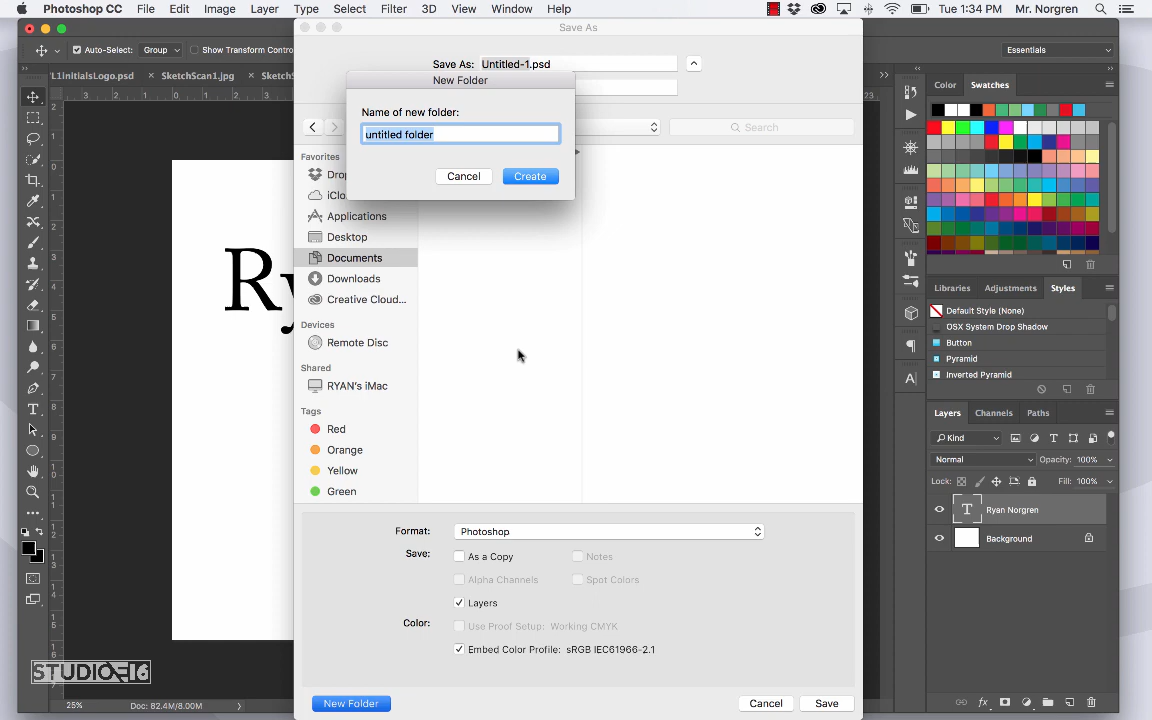 Photoshop CC File Edit Image Layer Type Select Filter 3D View Window Help Tue 1:34 PM Mr. Norgren
Save As
Auto-Select: Group Show Transform Contro
Essentials
Save As: Untitled-1.psd
L1initialsLogo.psd × SketchScan1.jpg × SketchS
New Folder
Color Swatches
Name of new folder:
untitled folder
Search
Cancel Create
Favorites
Drop
iClo
Applications
Desktop
Documents
Downloads
Creative Cloud...
Devices
Remote Disc
Shared
RYAN's iMac
Tags
Red
Orange
Yellow
Green
Ry
Libraries Adjustments Styles
Default Style (None)
OSX System Drop Shadow
Button
Pyramid
Inverted Pyramid
Layers Channels Paths
Kind
Normal Opacity: 100%
Lock: Fill: 100%
Ryan Norgren
Background
Format: Photoshop
Save: As a Copy Notes
Alpha Channels Spot Colors
Layers
Color: Use Proof Setup: Working CMYK
Embed Color Profile: sRGB IEC61966-2.1
STUDIO 16
New Folder Cancel Save
25% Doc: 82.4M/8.00M